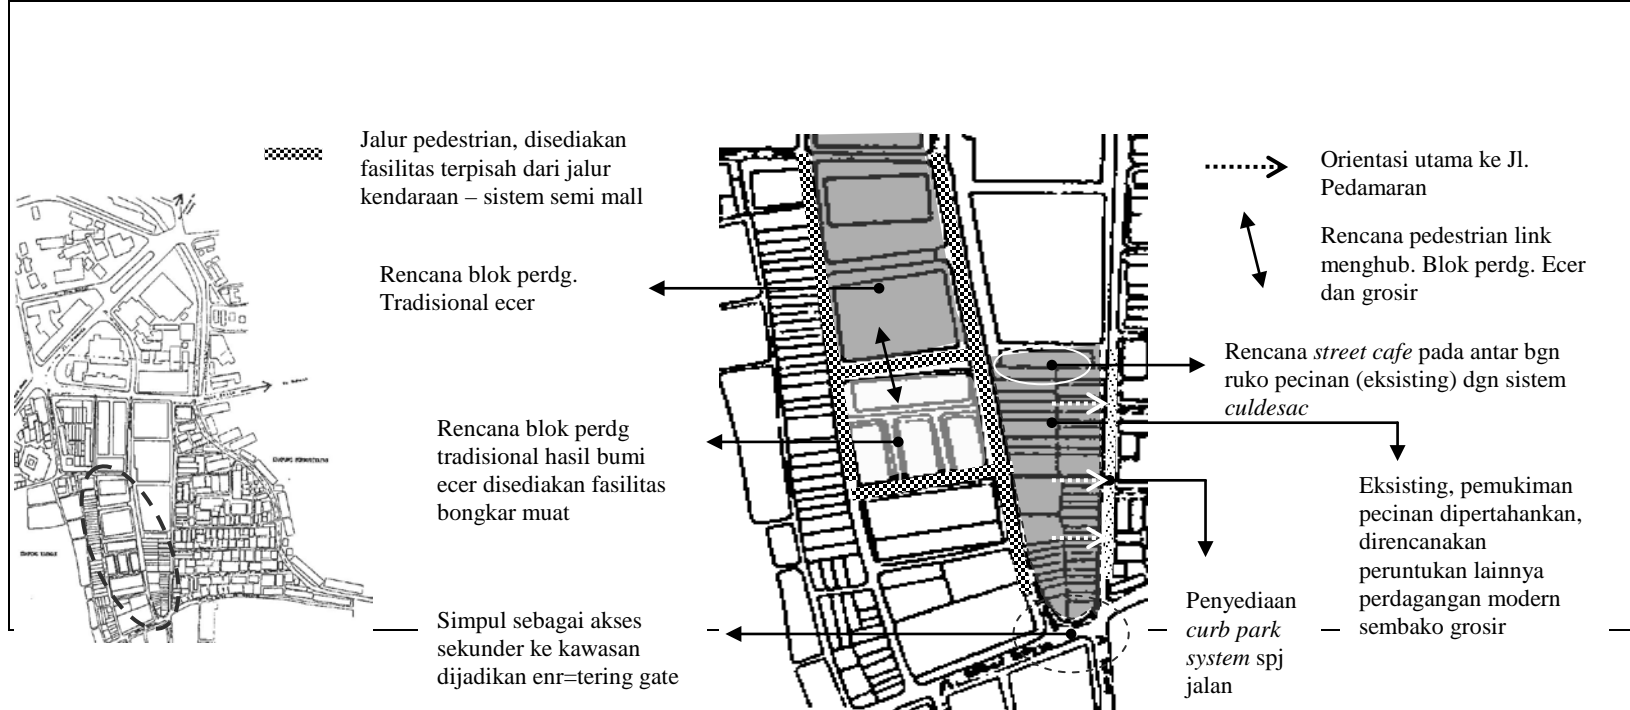 Jalur pedestrian, disediakan
fasilitas terpisah dari jalur
kendaraan – sistem semi mall
Rencana blok perdg.
Tradisional ecer
Rencana blok perdg
tradisional hasil bumi
ecer disediakan fasilitas
bongkar muat
Simpul sebagai akses
sekunder ke kawasan
dijadikan enr=tering gate
Orientasi utama ke Jl.
Pedamaran
Rencana pedestrian link
menghub. Blok perdg. Ecer
dan grosir
Rencana street cafe pada antar bgn
ruko pecinan (eksisting) dgn sistem
culdesac
Eksisting, pemukiman
pecinan dipertahankan,
direncanakan
peruntukan lainnya
perdagangan modern
sembako grosir
Penyediaan
curb park
system spj
jalan